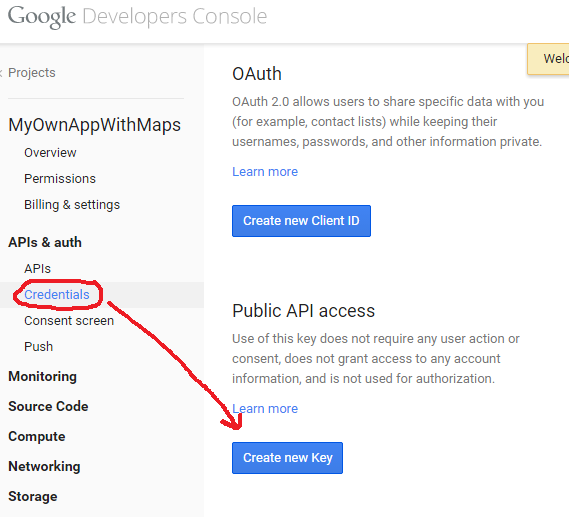 Google Developers Console
Projects
MyOwnAppWithMaps
Overview
Permissions
Billing & settings
APIs & auth
APIs
Credentials
Consent screen
Push
Monitoring
Source Code
Compute
Networking
Storage
Welc
OAuth
OAuth 2.0 allows users to share specific data with you
(for example, contact lists) while keeping their
usernames, passwords, and other information private.
Learn more
Create new Client ID
Public API access
Use of this key does not require any user action or
consent, does not grant access to any account
information, and is not used for authorization.
Learn more
Create new Key